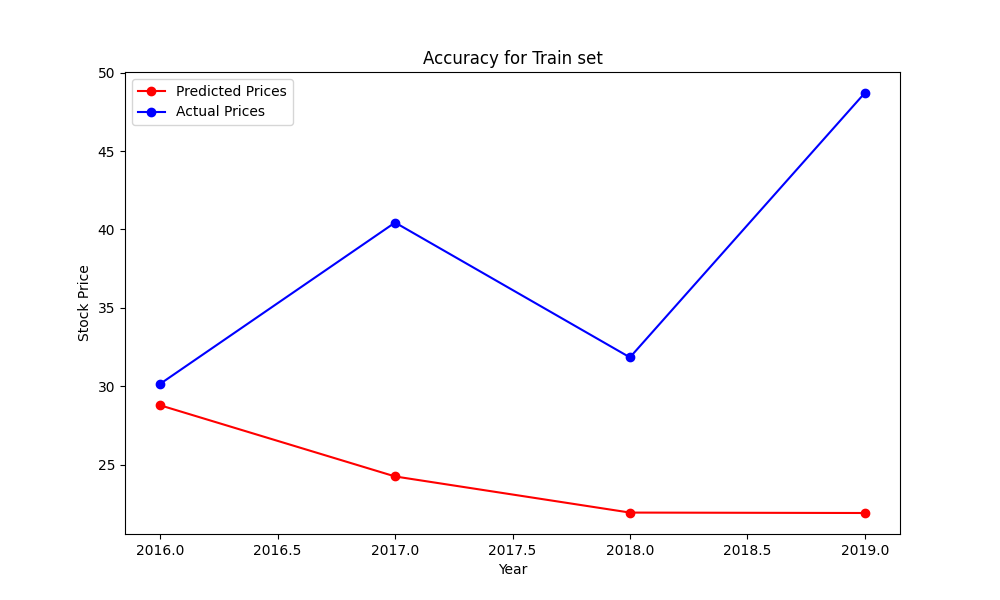 Accuracy for Train set
Predicted Prices
Actual Prices
50
45
40
35
30
25
Stock Price
2016.0 2016.5 2017.0 2017.5 2018.0 2018.5 2019.0
Year